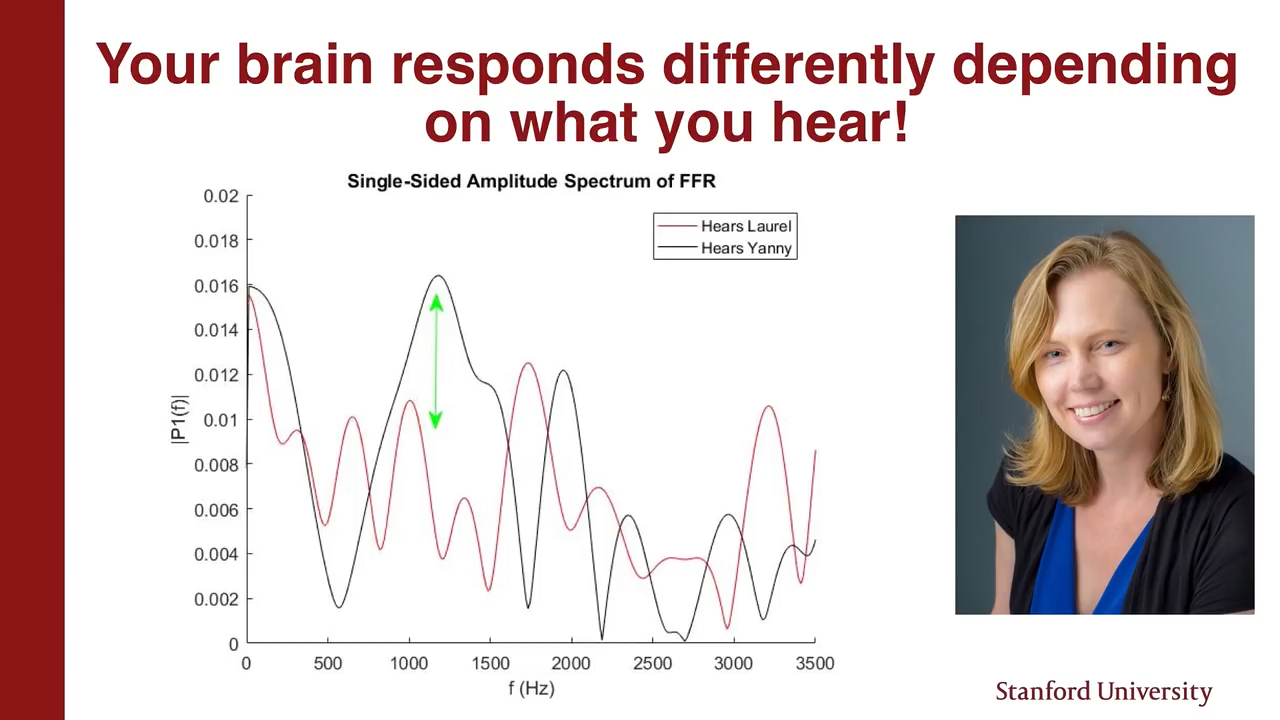 Your brain responds differently depending
on what you hear!
Single-Sided Amplitude Spectrum of FFR
Hears Laurel
Hears Yanny
0.02
0.018
0.016
0.014
0.012
0.01
0.008
0.006
0.004
0.002
0
|P1(f)|
0 500 1000 1500 2000 2500 3000 3500
f (Hz)
Stanford University